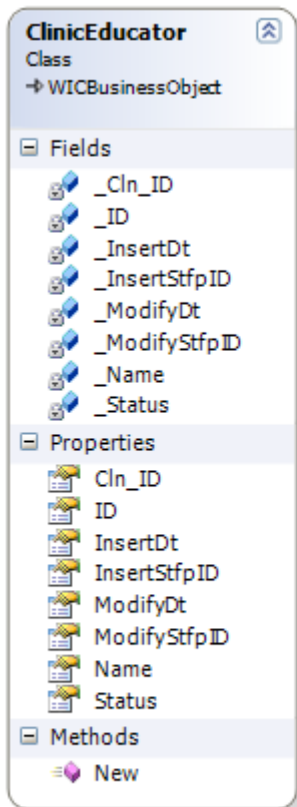 ClinicEducator
Class
WICBusinessObject
Fields
_Cln_ID
_ID
_InsertDt
_InsertStfpID
_ModifyDt
_ModifyStfpID
_Name
_Status
Properties
Cln_ID
ID
InsertDt
InsertStfpID
ModifyDt
ModifyStfpID
Name
Status
Methods
New